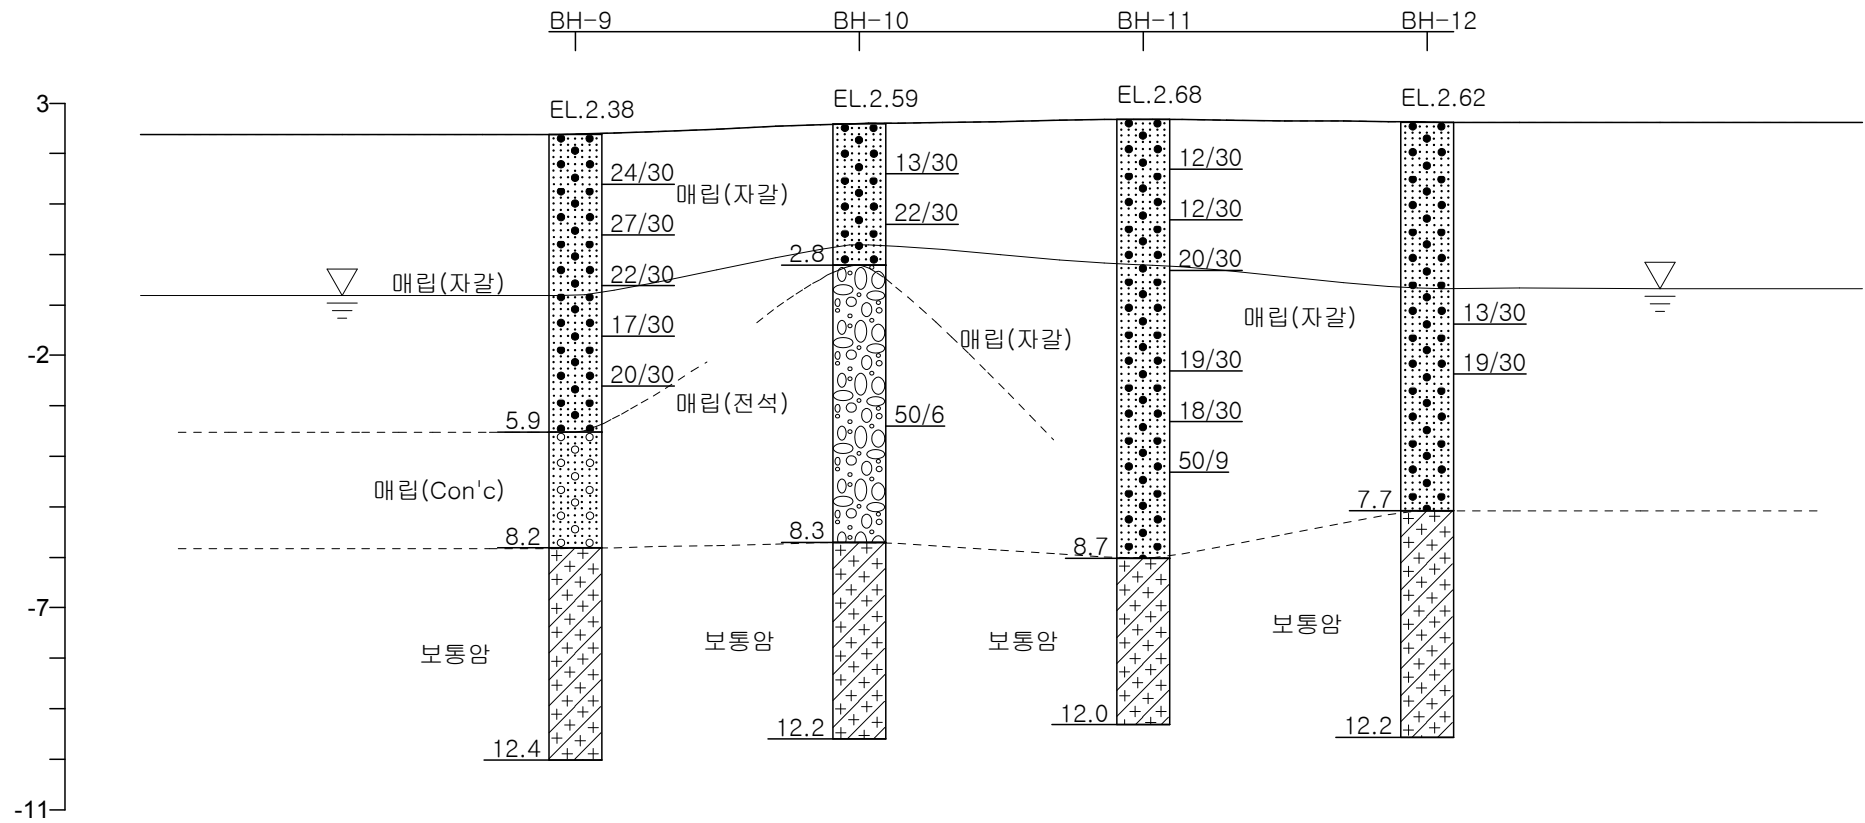 BH-9 BH-10 BH-11 BH-12
EL.2.38 EL.2.59 EL.2.68 EL.2.62
3
24/30 13/30 12/30
매립(자갈)
27/30 22/30 12/30
2.8 20/30
매립(자갈) 22/30
17/30 매립(자갈) 13/30
매립(자갈)
-2
20/30 19/30 19/30
매립(전석)
5.9 50/6 18/30
50/9
매립(Con'c)
7.7
8.2 8.3 8.7
-7
보통암 보통암 보통암 보통암
12.4 12.2 12.0 12.2
-11